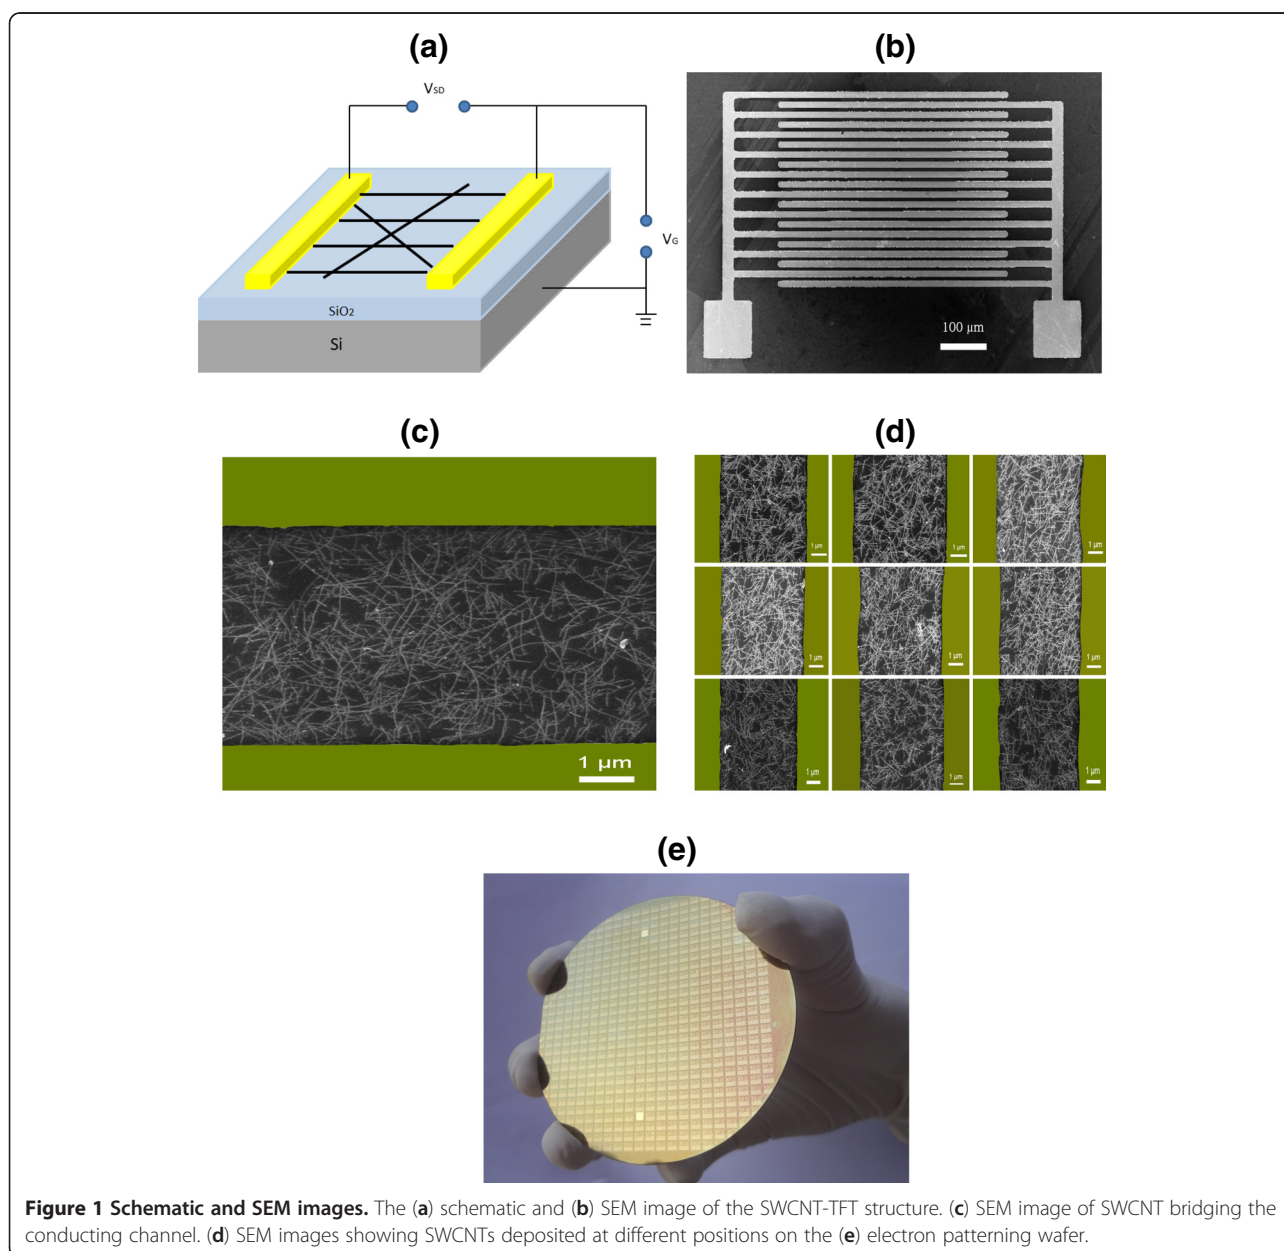 (a)
(b)
V_SD
V_G
SiO₂
Si
100 µm
(c)
(d)
1 µm
1 µm
1 µm
1 µm
1 µm
1 µm
1 µm
1 µm
1 µm
1 µm
(e)
Figure 1 Schematic and SEM images. The (a) schematic and (b) SEM image of the SWCNT-TFT structure. (c) SEM image of SWCNT bridging the
conducting channel. (d) SEM images showing SWCNTs deposited at different positions on the (e) electron patterning wafer.